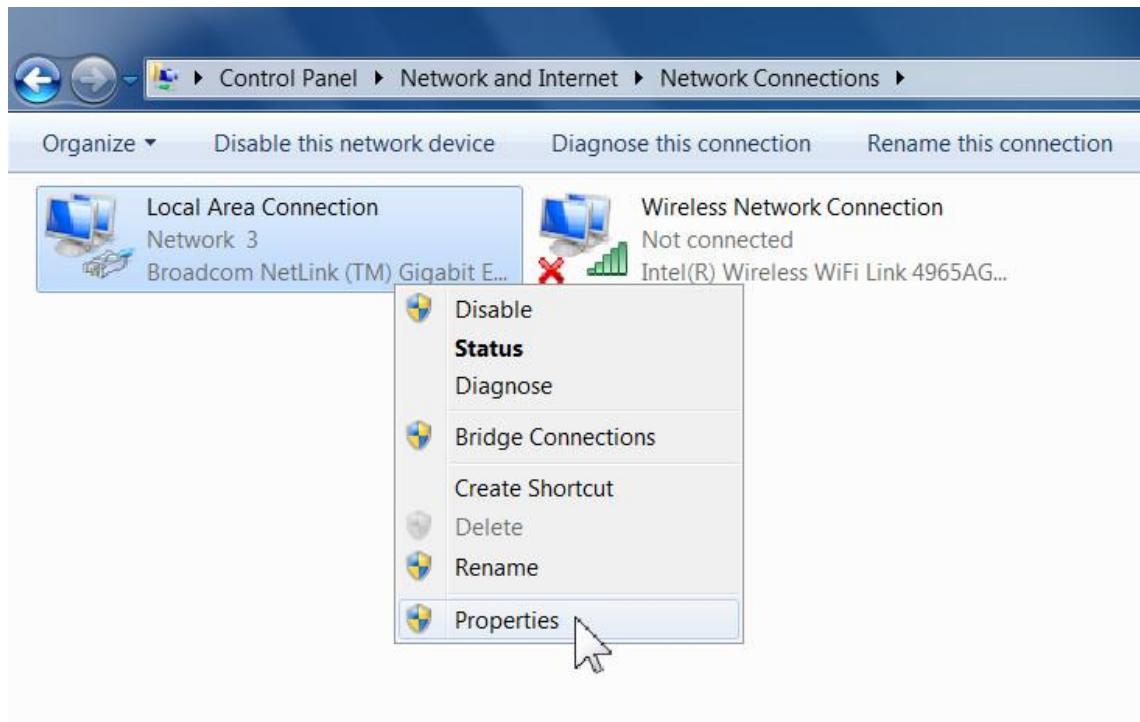 Control Panel Network and Internet Network Connections
Organize Disable this network device Diagnose this connection Rename this connection
Local Area Connection
Network 3
Broadcom NetLink (TM) Gigabit E...
Wireless Network Connection
Not connected
Intel(R) Wireless WiFi Link 4965AG...
Disable
Status
Diagnose
Bridge Connections
Create Shortcut
Delete
Rename
Properties